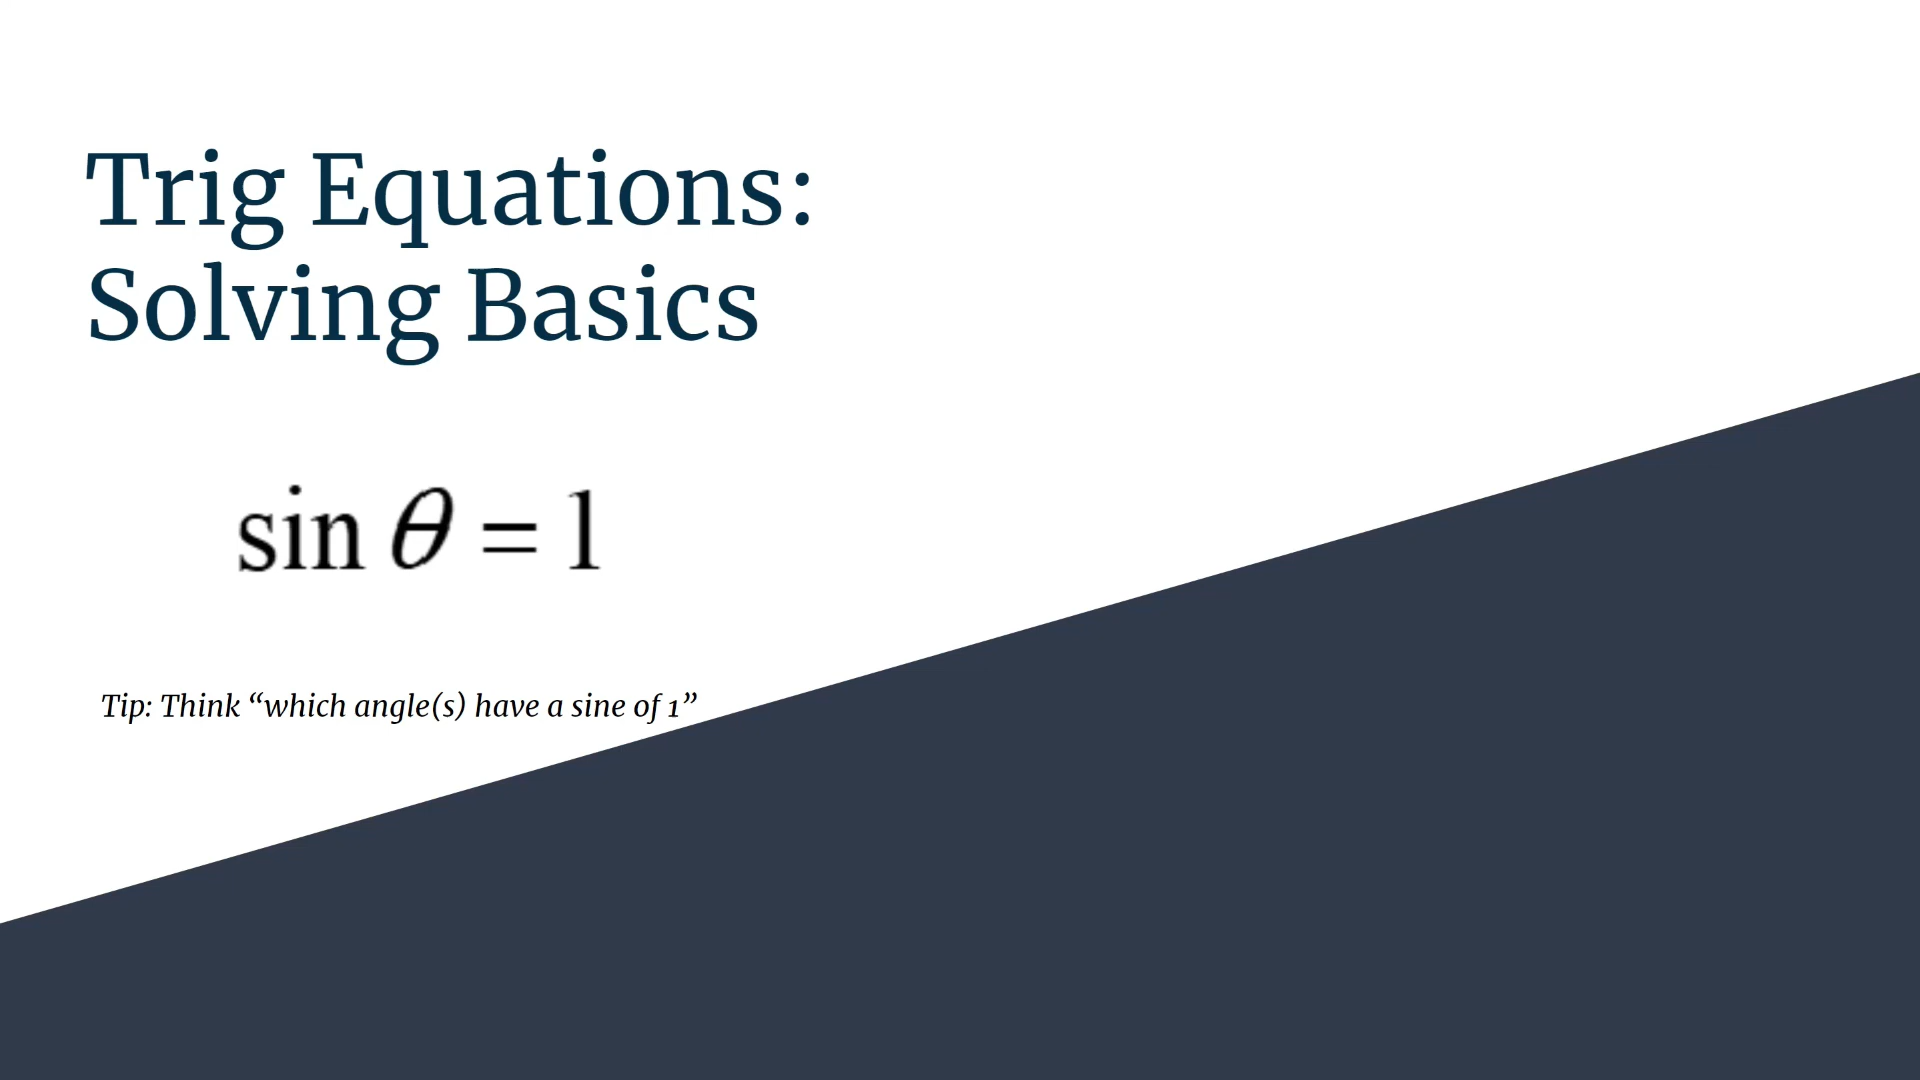 Trig Equations:
Solving Basics
sin θ = 1
Tip: Think “which angle(s) have a sine of 1”